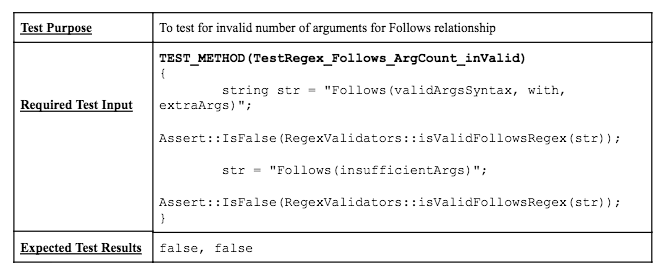 Test Purpose
To test for invalid number of arguments for Follows relationship
Required Test Input
TEST_METHOD(TestRegex_Follows_ArgCount_inValid)
{
string str = "Follows(validArgsSyntax, with,
extraArgs)";
Assert::IsFalse(RegexValidators::isValidFollowsRegex(str));
str = "Follows(insufficientArgs)";
Assert::IsFalse(RegexValidators::isValidFollowsRegex(str));
}
Expected Test Results
false, false